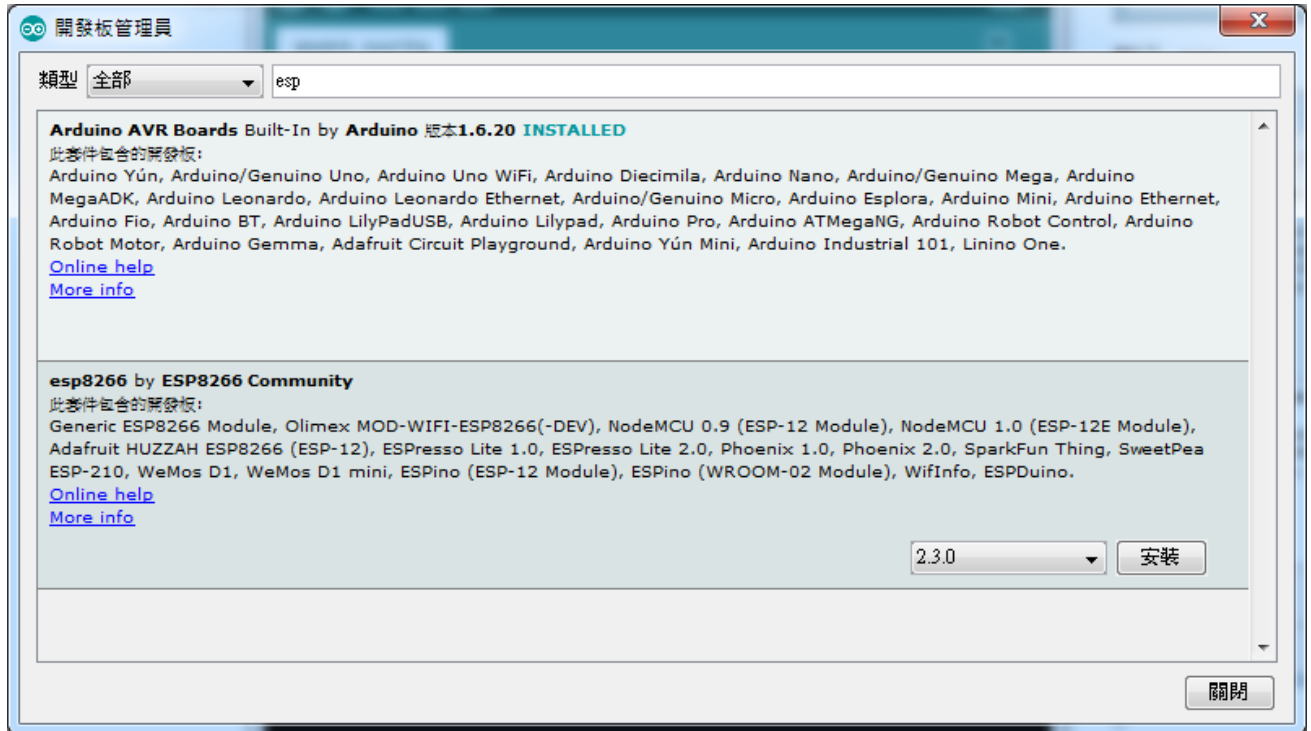 開發板管理員
類型 全部 esp
Arduino AVR Boards Built-In by Arduino 版本1.6.20 INSTALLED
此套件包含的開發板:
Arduino Yún, Arduino/Genuino Uno, Arduino Uno WiFi, Arduino Diecimila, Arduino Nano, Arduino/Genuino Mega, Arduino
MegaADK, Arduino Leonardo, Arduino Leonardo Ethernet, Arduino/Genuino Micro, Arduino Esplora, Arduino Mini, Arduino Ethernet,
Arduino Fio, Arduino BT, Arduino LilyPadUSB, Arduino Lilypad, Arduino Pro, Arduino ATMegaNG, Arduino Robot Control, Arduino
Robot Motor, Arduino Gemma, Adafruit Circuit Playground, Arduino Yún Mini, Arduino Industrial 101, Linino One.
Online help
More info
esp8266 by ESP8266 Community
此套件包含的開發板:
Generic ESP8266 Module, Olimex MOD-WIFI-ESP8266(-DEV), NodeMCU 0.9 (ESP-12 Module), NodeMCU 1.0 (ESP-12E Module),
Adafruit HUZZAH ESP8266 (ESP-12), ESPresso Lite 1.0, ESPresso Lite 2.0, Phoenix 1.0, Phoenix 2.0, SparkFun Thing, SweetPea
ESP-210, WeMos D1, WeMos D1 mini, ESPino (ESP-12 Module), ESPino (WROOM-02 Module), WifInfo, ESPDuino.
Online help
More info
2.3.0 安裝
關閉